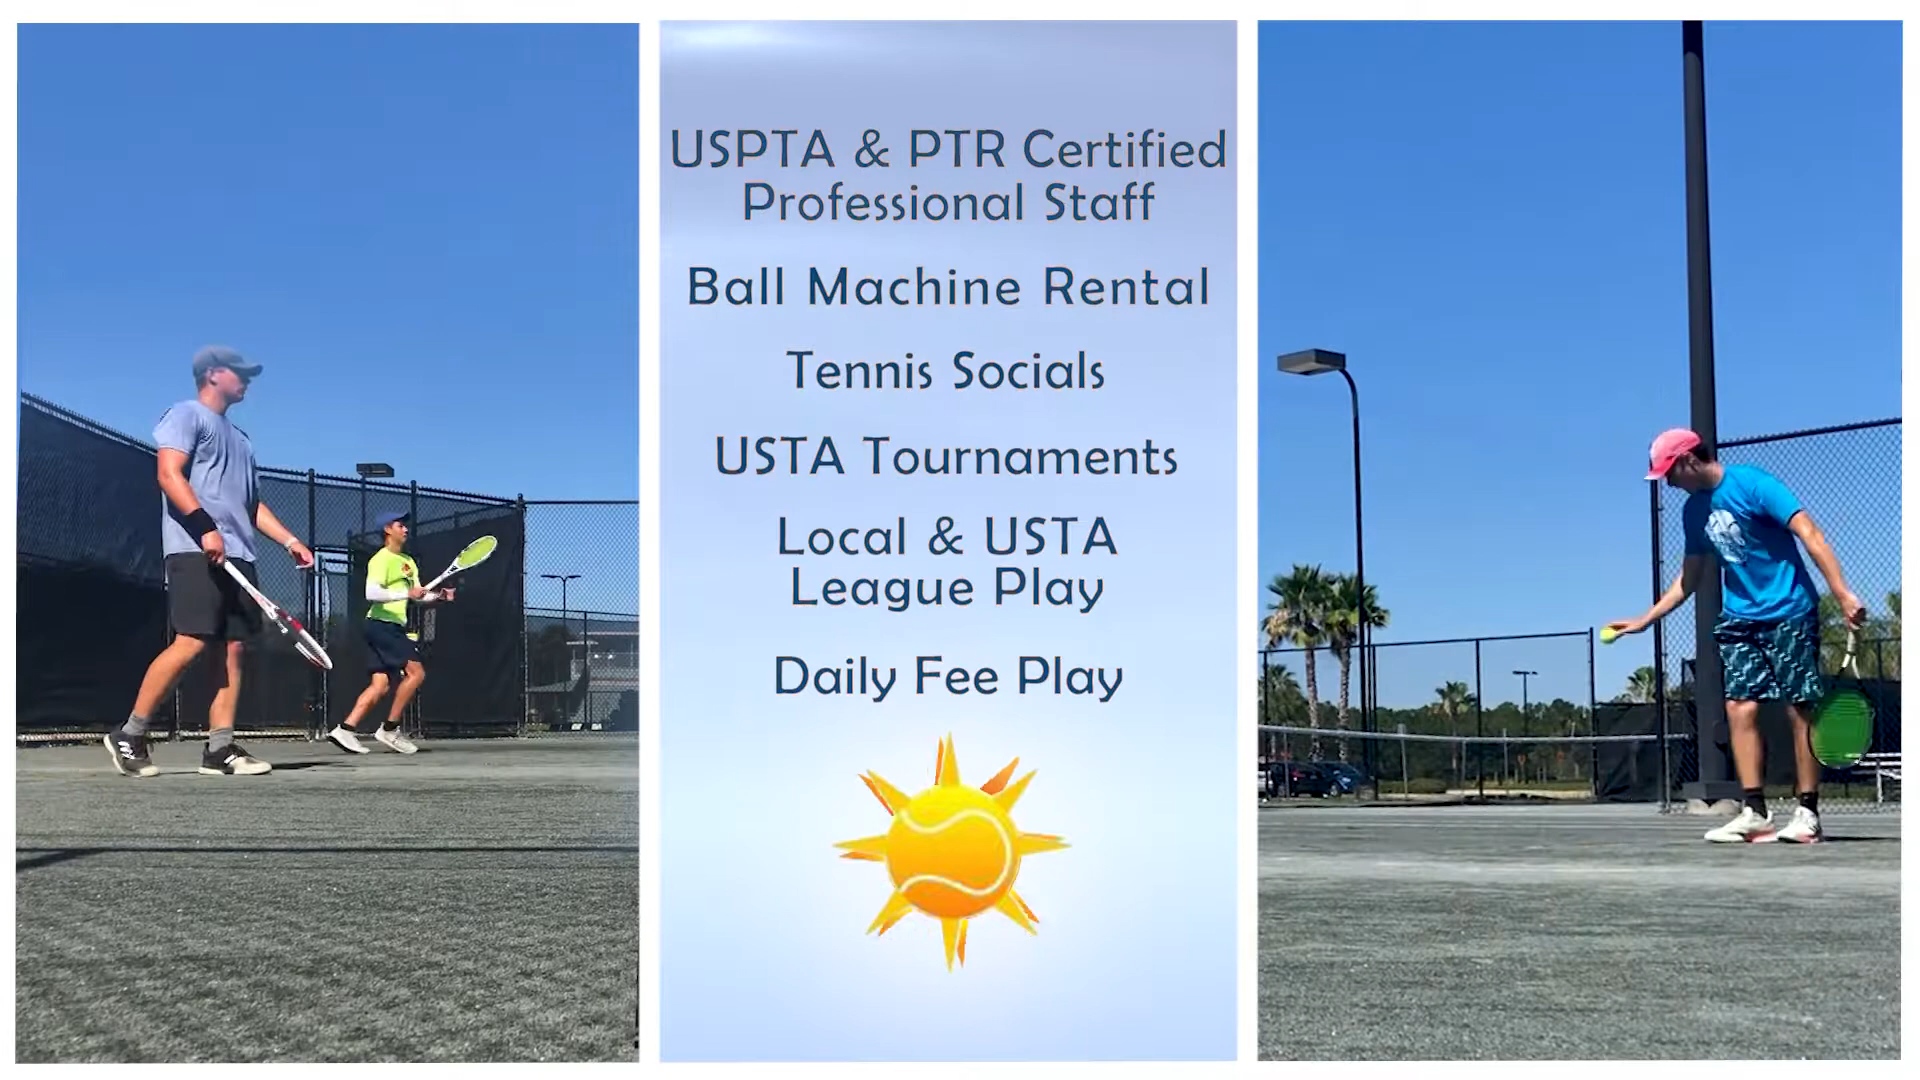 USPTA & PTR Certified
Professional Staff
Ball Machine Rental
Tennis Socials
USTA Tournaments
Local & USTA
League Play
Daily Fee Play